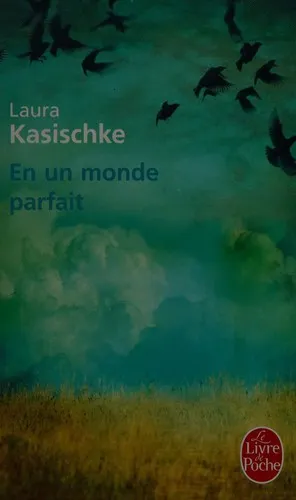 Laura
Kasischke
En un monde
parfait
Le
Livre
de
Poche